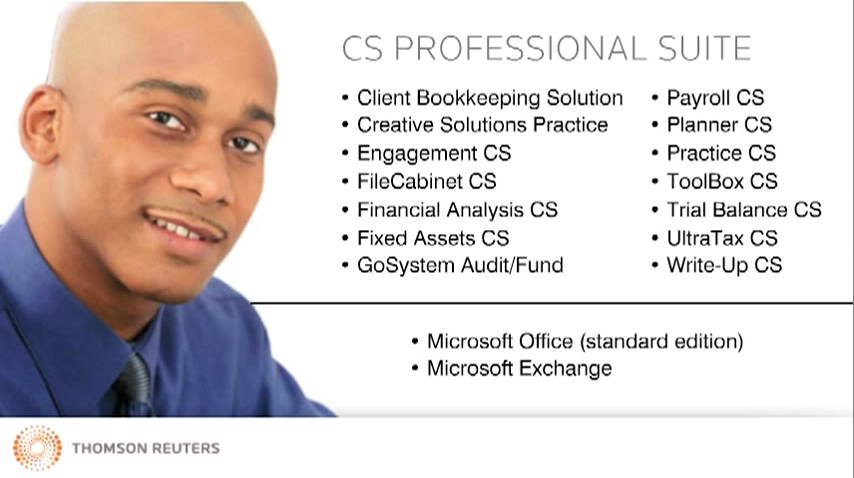 CS PROFESSIONAL SUITE
• Client Bookkeeping Solution
• Creative Solutions Practice
• Engagement CS
• FileCabinet CS
• Financial Analysis CS
• Fixed Assets CS
• GoSystem Audit/Fund
• Payroll CS
• Planner CS
• Practice CS
• ToolBox CS
• Trial Balance CS
• UltraTax CS
• Write-Up CS
• Microsoft Office (standard edition)
• Microsoft Exchange
THOMSON REUTERS